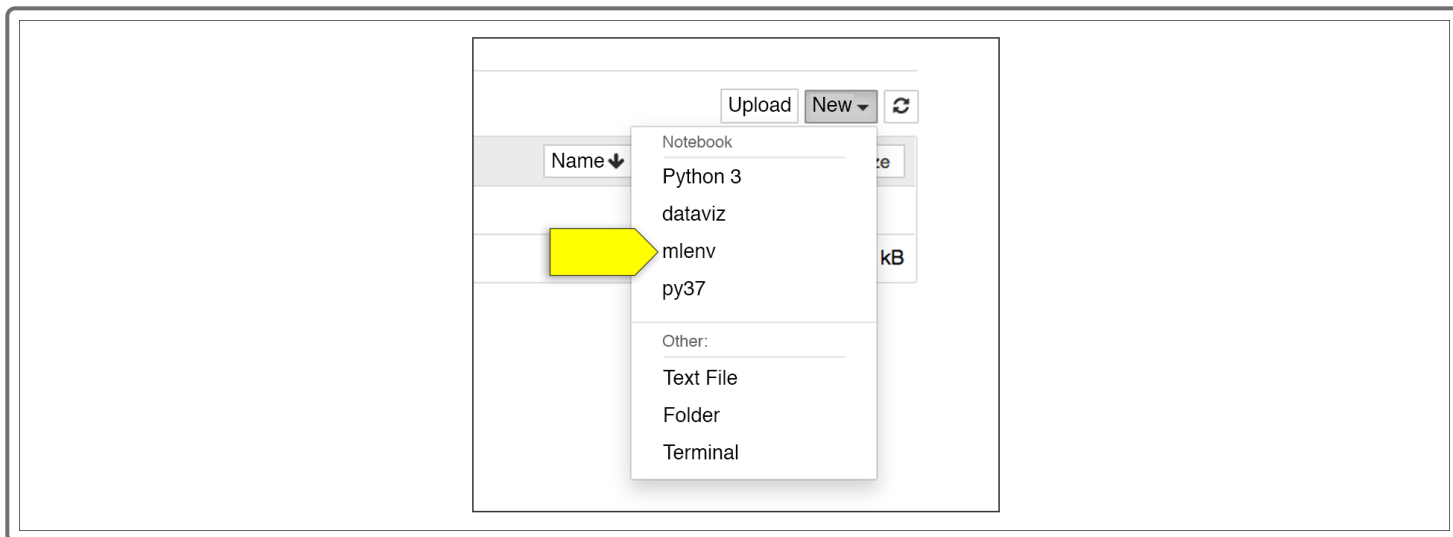 Upload New
Name ze
Notebook
Python 3
dataviz
mlenv
kB
py37
Other:
Text File
Folder
Terminal